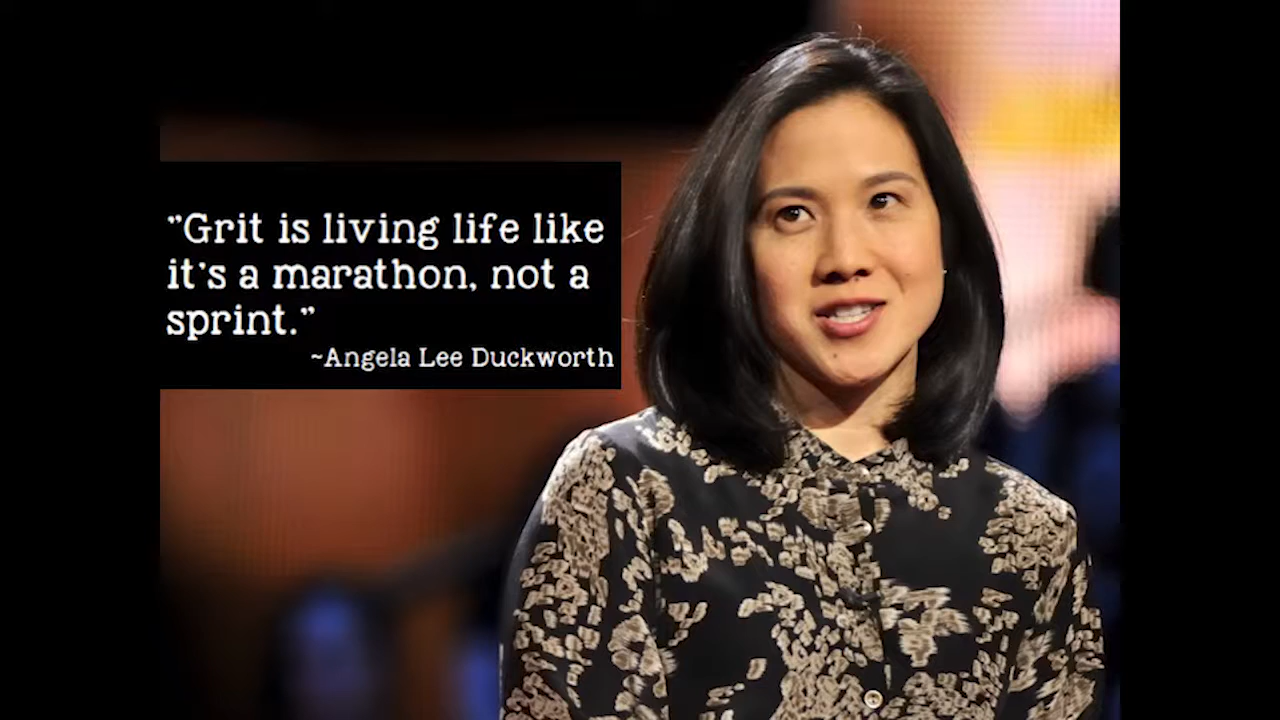 "Grit is living life like
it's a marathon, not a
sprint."
~Angela Lee Duckworth